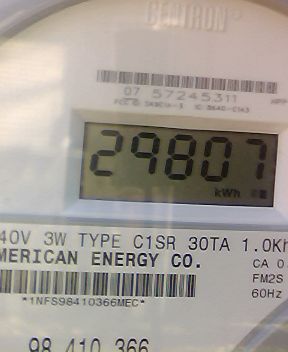 CENTRON®
07 57245311
29807
kWh
40V 3W TYPE C1SR 30TA 1.0Kh
MERICAN ENERGY CO.
CA 0.
FM2S
60Hz
*1NFS98410366MEC*
98 410 366